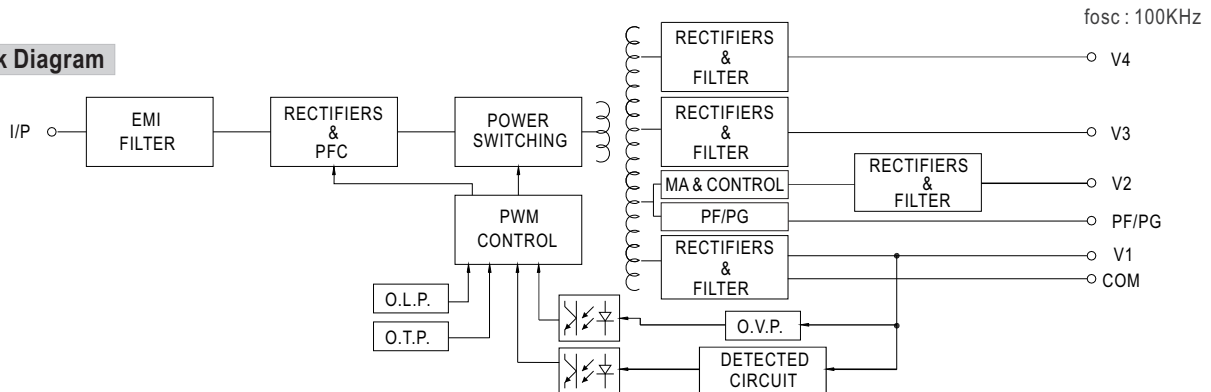 fosc : 100KHz
k Diagram
I/P
EMI
FILTER
RECTIFIERS
&
PFC
POWER
SWITCHING
PWM
CONTROL
O.L.P.
O.T.P.
RECTIFIERS
&
FILTER
V4
RECTIFIERS
&
FILTER
V3
MA & CONTROL
RECTIFIERS
&
FILTER
V2
PF/PG
PF/PG
RECTIFIERS
&
FILTER
V1
COM
O.V.P.
DETECTED
CIRCUIT